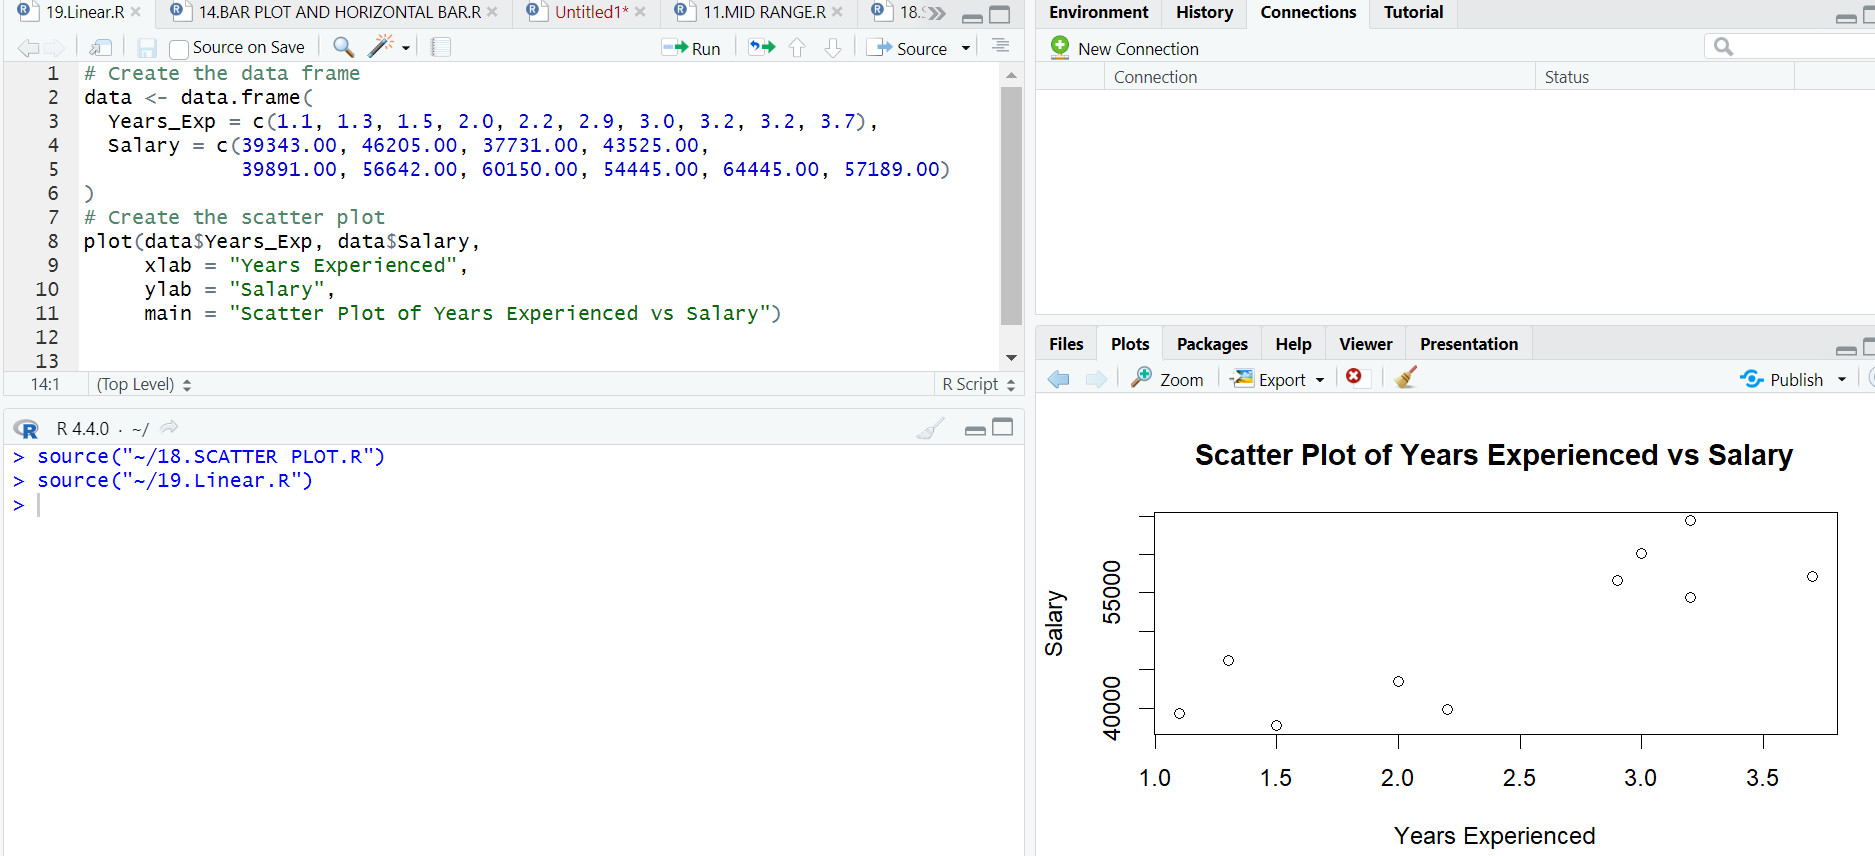 19.Linear.R
14.BAR PLOT AND HORIZONTAL BAR.R
Untitled1*
11.MID RANGE.R
18.
Source on Save
Run
Source
1 # Create the data frame
2 data <- data.frame(
3 Years_Exp = c(1.1, 1.3, 1.5, 2.0, 2.2, 2.9, 3.0, 3.2, 3.2, 3.7),
4 Salary = c(39343.00, 46205.00, 37731.00, 43525.00,
5 39891.00, 56642.00, 60150.00, 54445.00, 64445.00, 57189.00)
6 )
7 # Create the scatter plot
8 plot(data$Years_Exp, data$Salary,
9 xlab = "Years Experienced",
10 ylab = "Salary",
11 main = "Scatter Plot of Years Experienced vs Salary")
12
13
14:1 (Top Level) R Script
R 4.4.0 · ~/
> source("~/18.SCATTER PLOT.R")
> source("~/19.Linear.R")
>
Environment History Connections Tutorial
New Connection
Connection Status
Files Plots Packages Help Viewer Presentation
Zoom Export Publish
Scatter Plot of Years Experienced vs Salary
Salary
55000
40000
1.0 1.5 2.0 2.5 3.0 3.5
Years Experienced